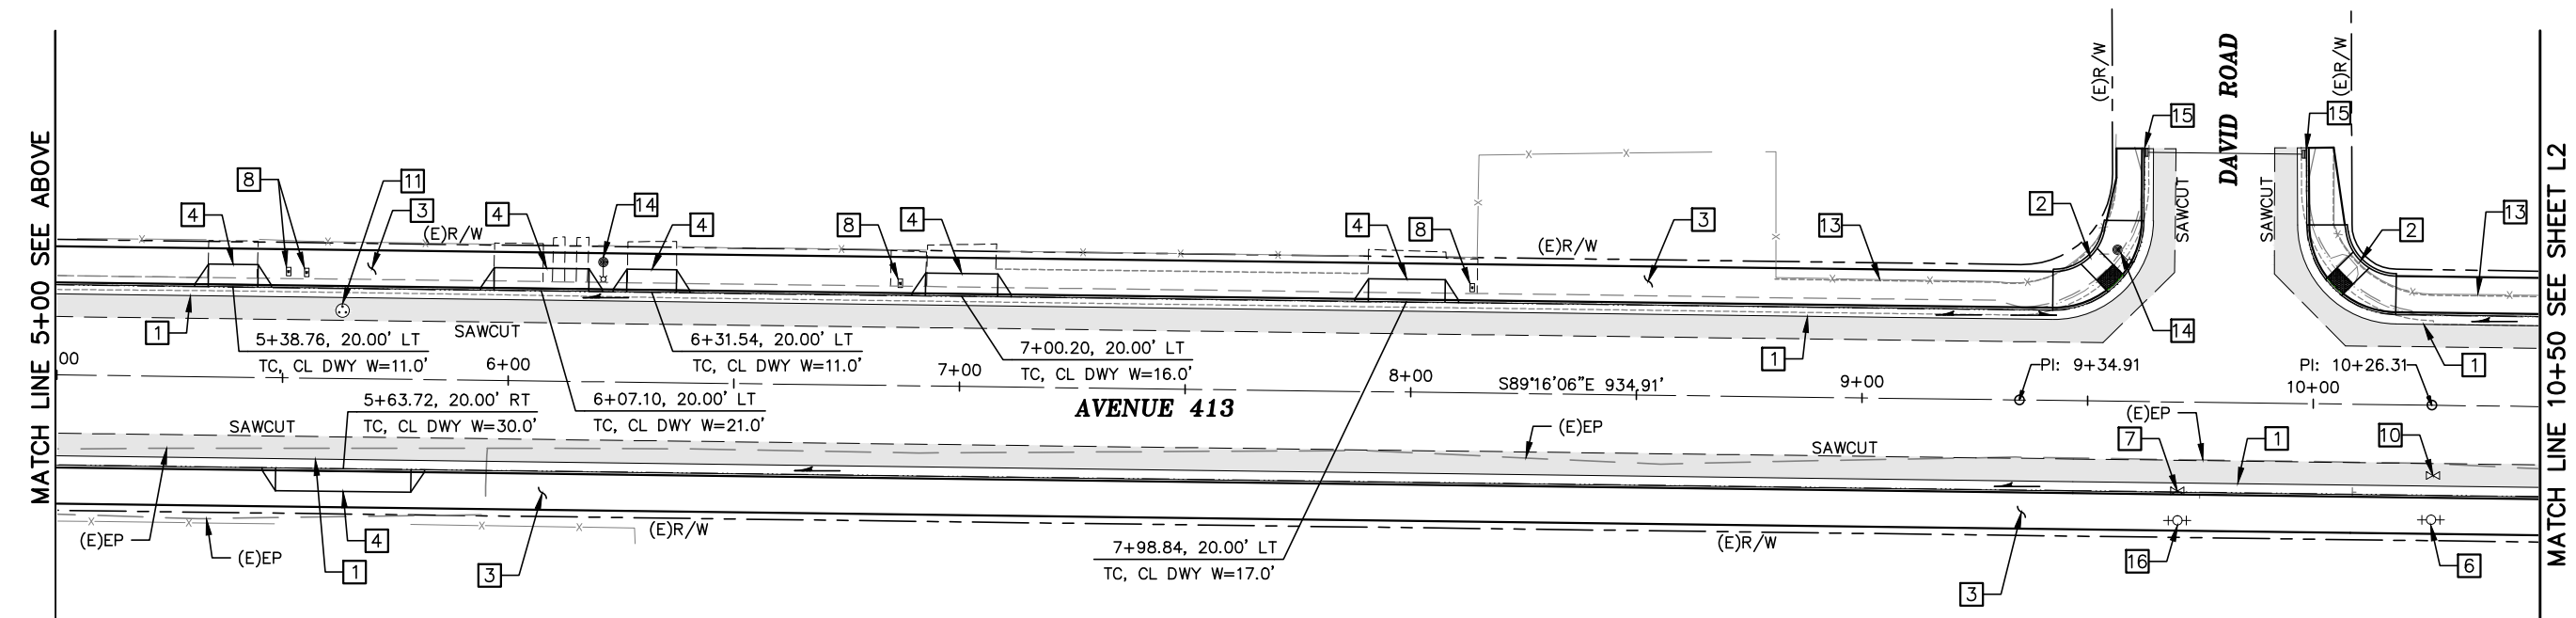 MATCH LINE 5+00 SEE ABOVE
(E)R/W
DAVID ROAD
(E)R/W
15
15
8
11
4
3
4
14
4
8
4
4
8
3
13
2
2
13
(E)R/W
(E)R/W
SAWCUT
SAWCUT
1
SAWCUT
5+38.76, 20.00' LT
TC, CL DWY W=11.0'
6+31.54, 20.00' LT
TC, CL DWY W=11.0'
7+00.20, 20.00' LT
TC, CL DWY W=16.0'
1
14
1
00
6+00
7+00
8+00
S89°16'06"E 934.91'
9+00
PI: 9+34.91
PI: 10+26.31
10+00
5+63.72, 20.00' RT
TC, CL DWY W=30.0'
6+07.10, 20.00' LT
TC, CL DWY W=21.0'
AVENUE 413
SAWCUT
(E)EP
SAWCUT
(E)EP
7
1
10
(E)EP
(E)EP
4
1
3
(E)R/W
7+98.84, 20.00' LT
TC, CL DWY W=17.0'
(E)R/W
3
16
6
MATCH LINE 10+50 SEE SHEET L2